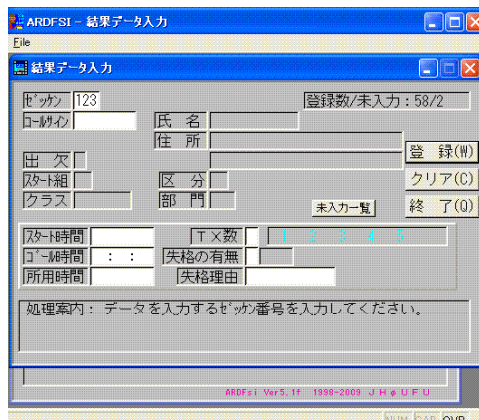 ARDFSI - 結果データ入力
File
結果データ入力
ｾﾞｯｹﾝ 123 登録数/未入力：58/2
ｺｰﾙｻｲﾝ 氏 名
住 所
登 録(W)
出 欠
ｽﾀｰﾄ組 区 分 クリア(C)
クラス 部 門 未入力一覧 終 了(Q)
ｽﾀｰﾄ時間 ＴＸ数 1 2 3 4 5
ｺﾞｰﾙ時間 : : 失格の有無
所用時間 失格理由
処理案内： データを入力するｾﾞｯｹﾝ番号を入力してください。
ARDFsi Ver5.1f 1998-2009 ＪＨφＵＦＵ
NUM CAP OVR